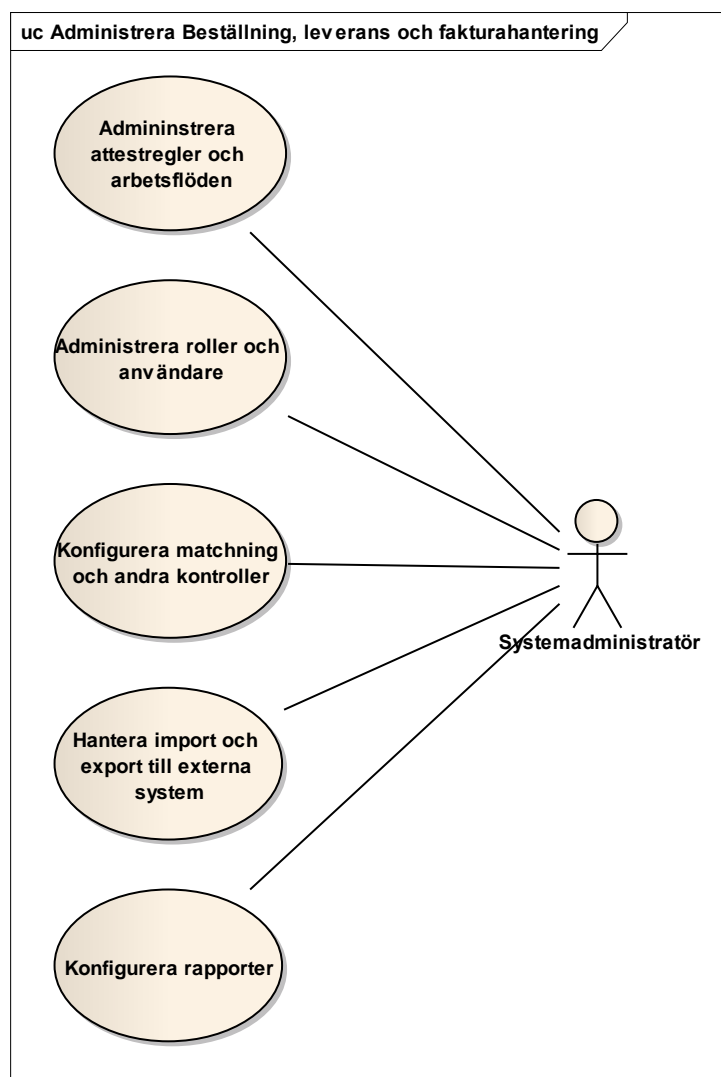 uc Administrera Beställning, leverans och fakturahantering
Admininstrera
attestregler och
arbetsflöden
Administrera roller och
användare
Konfigurera matchning
och andra kontroller
Systemadministratör
Hantera import och
export till externa
system
Konfigurera rapporter